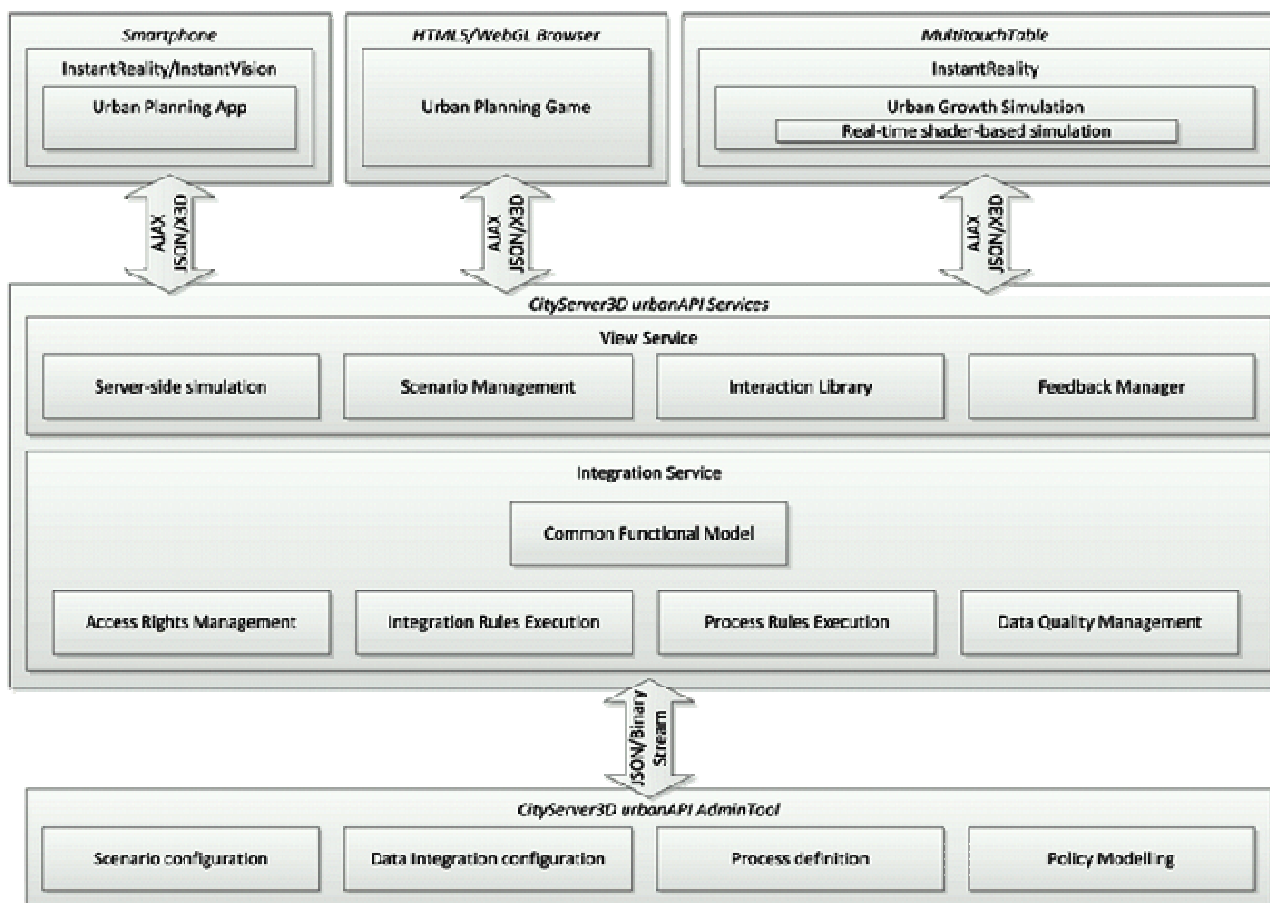 Smartphone
InstantReality/InstantVision
Urban Planning App
HTML5/WebGL Browser
Urban Planning Game
MultitouchTable
InstantReality
Urban Growth Simulation
Real-time shader-based simulation
AJAX
JSON/XED
AJAX
JSON/XED
AJAX
JSON/XED
CityServer3D urbanAPI Services
View Service
Server-side simulation
Scenario Management
Interaction Library
Feedback Manager
Integration Service
Common Functional Model
Access Rights Management
Integration Rules Execution
Process Rules Execution
Data Quality Management
JSON/Binary
Stream
CityServer3D urbanAPI AdminTool
Scenario configuration
Data Integration configuration
Process definition
Policy Modelling